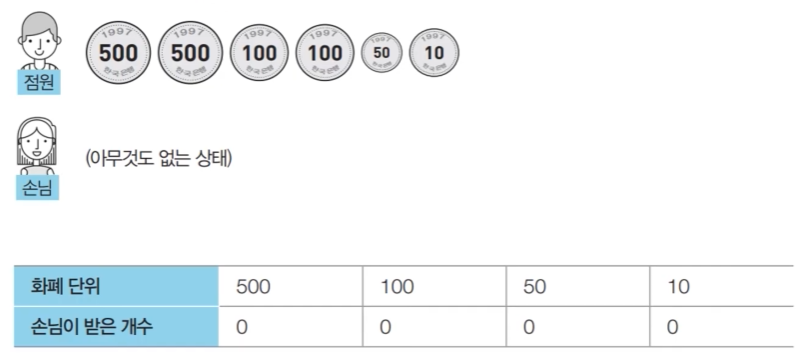 1997 500 한국은행
1997 500 한국은행
1997 100 한국은행
1997 100 한국은행
1997 50 한국은행
1997 10 한국은행
점원
(아무것도 없는 상태)
손님
화폐 단위 500 100 50 10
손님이 받은 개수 0 0 0 0